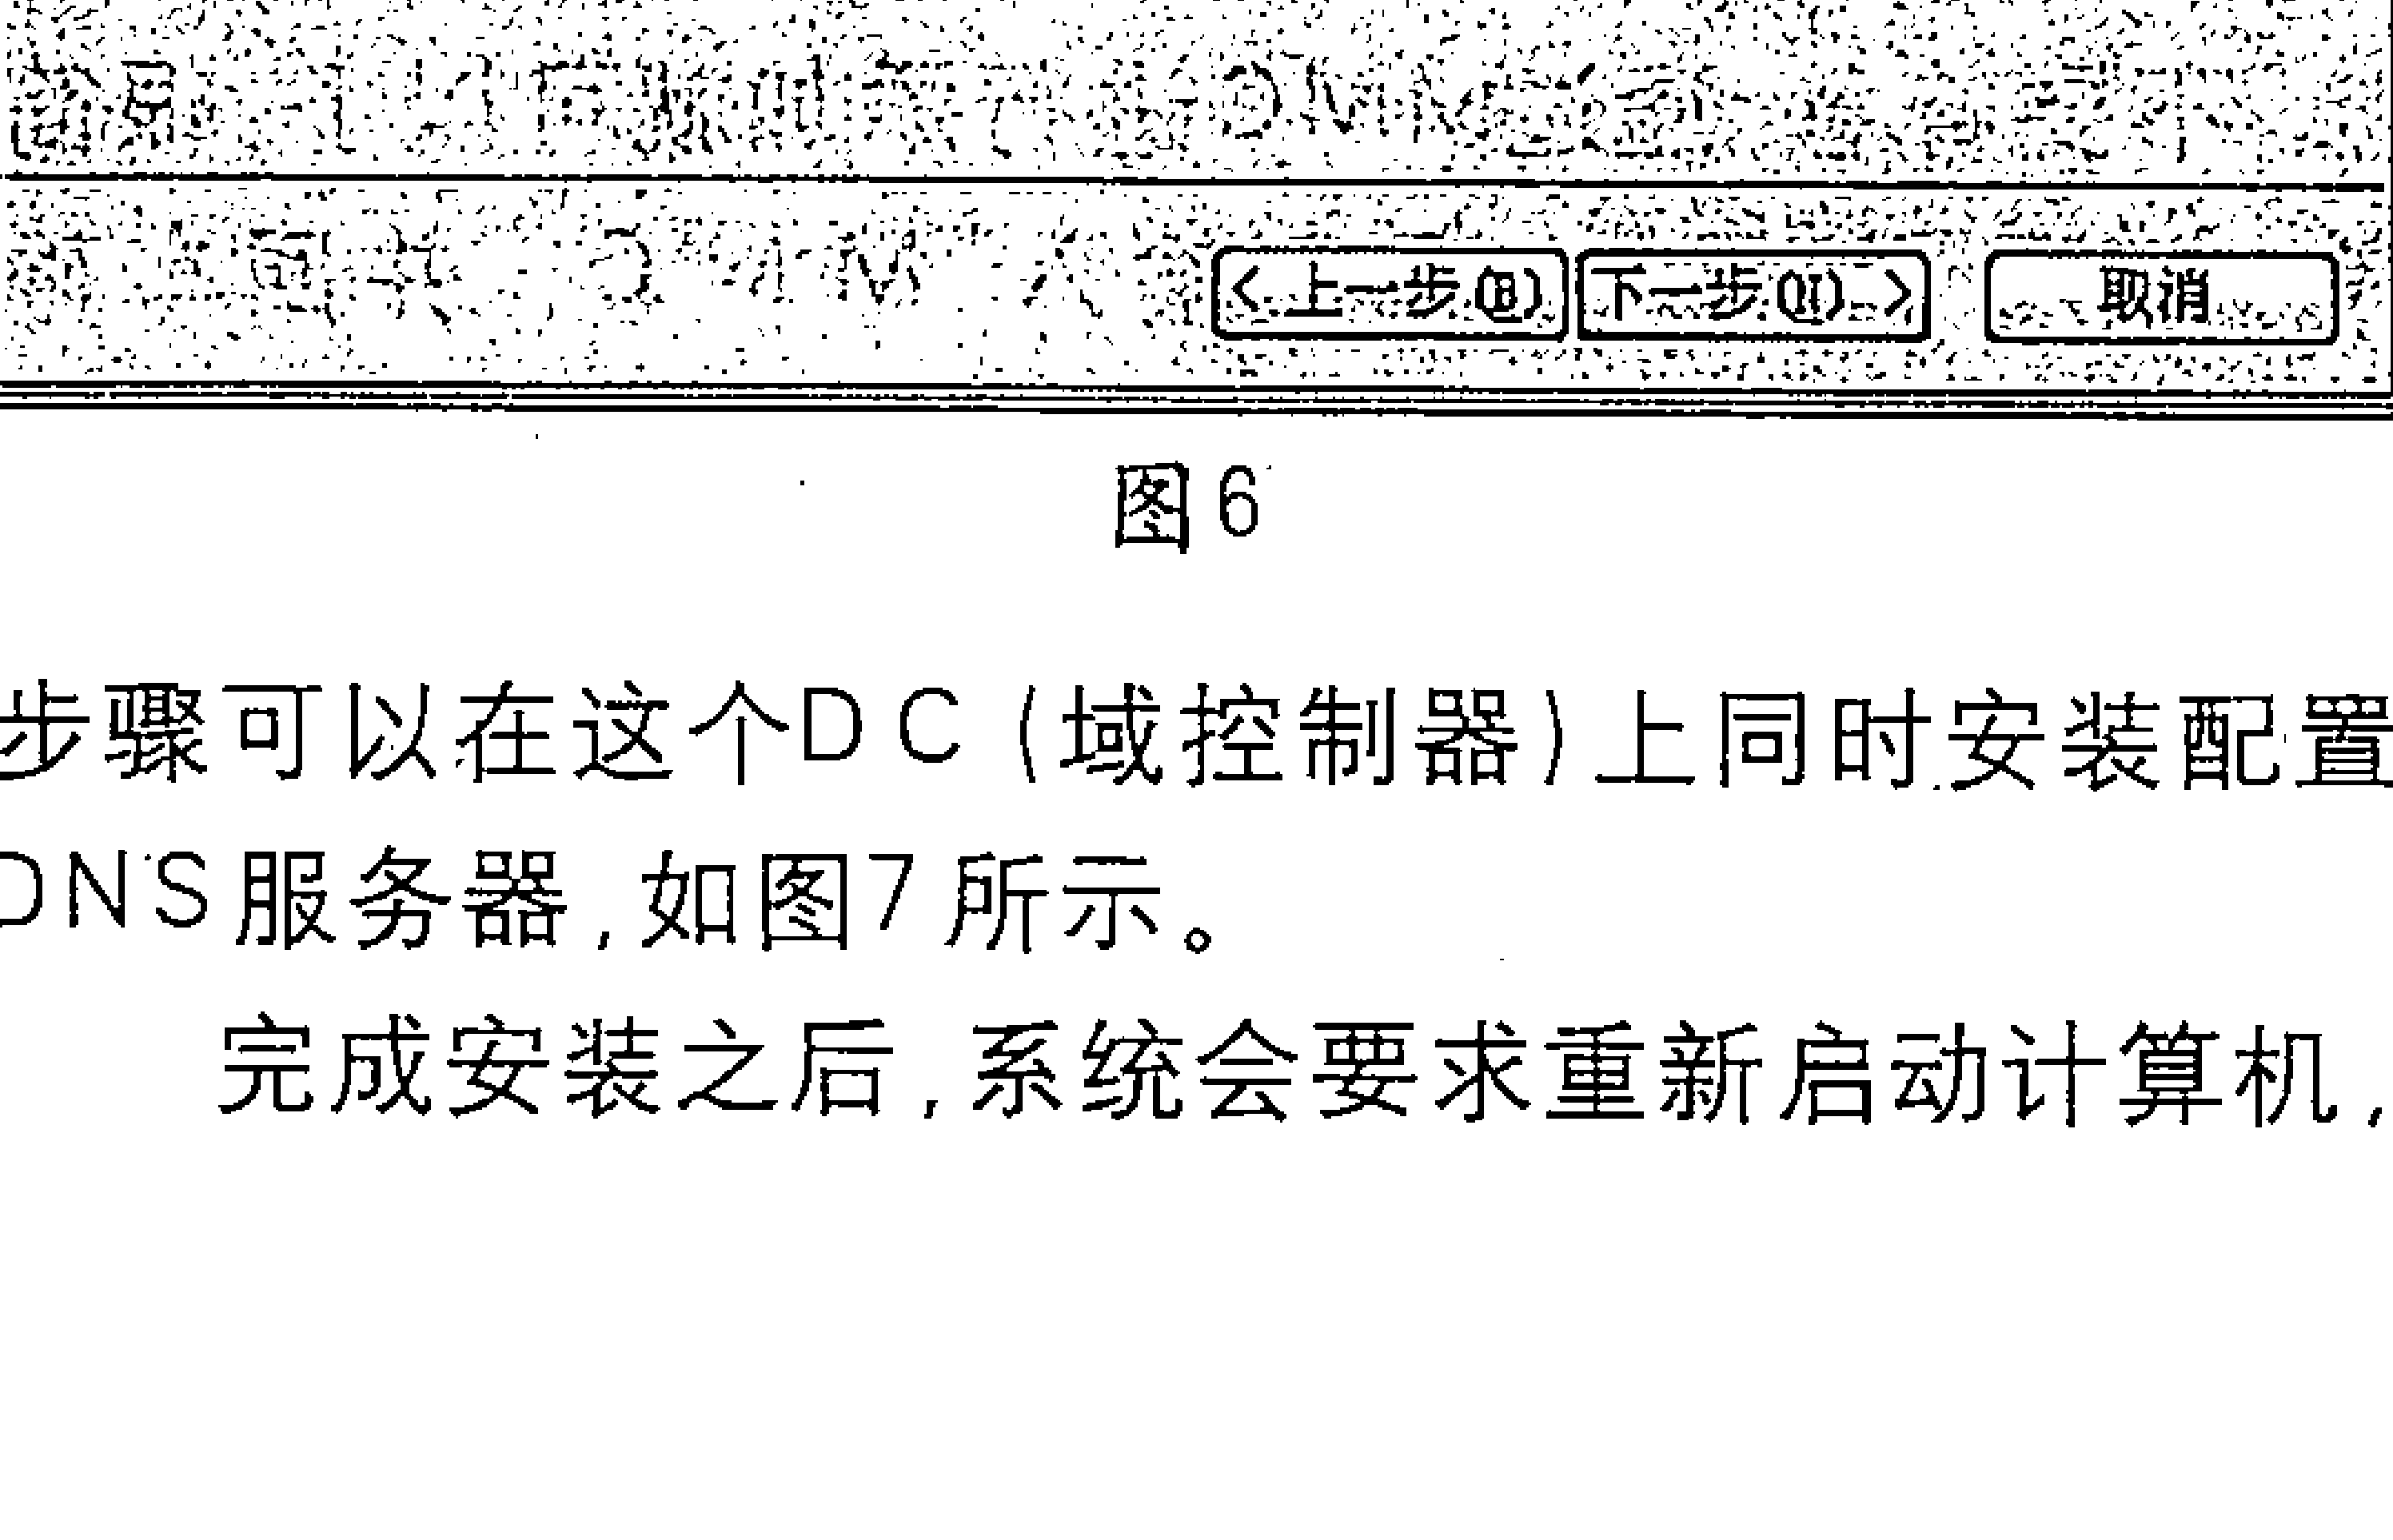 < 上一步(B) 下一步(N) > 取消
图6
步骤可以在这个DC(域控制器)上同时安装配置
DNS服务器,如图7所示。
完成安装之后,系统会要求重新启动计算机,